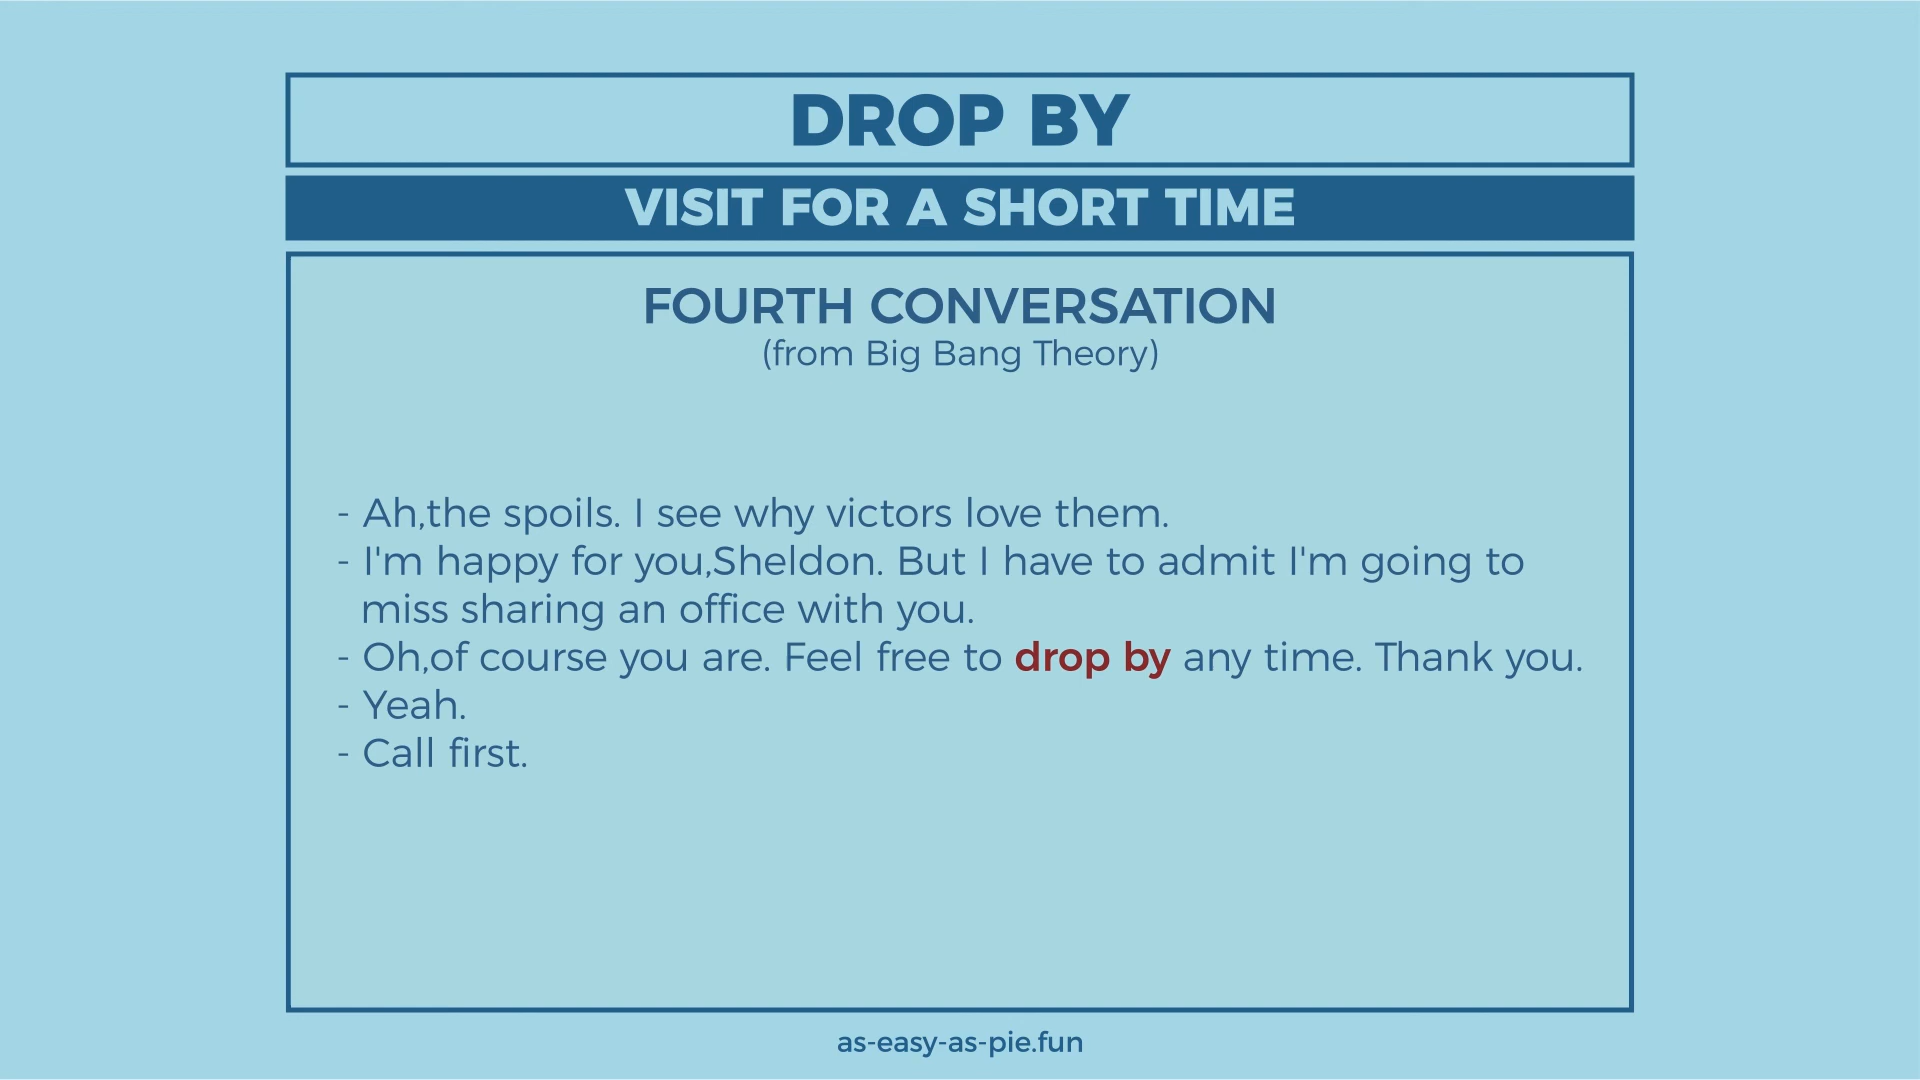 DROP BY
VISIT FOR A SHORT TIME
FOURTH CONVERSATION
(from Big Bang Theory)
- Ah,the spoils. I see why victors love them.
- I'm happy for you,Sheldon. But I have to admit I'm going to
miss sharing an office with you.
- Oh,of course you are. Feel free to drop by any time. Thank you.
- Yeah.
- Call first.
as-easy-as-pie.fun